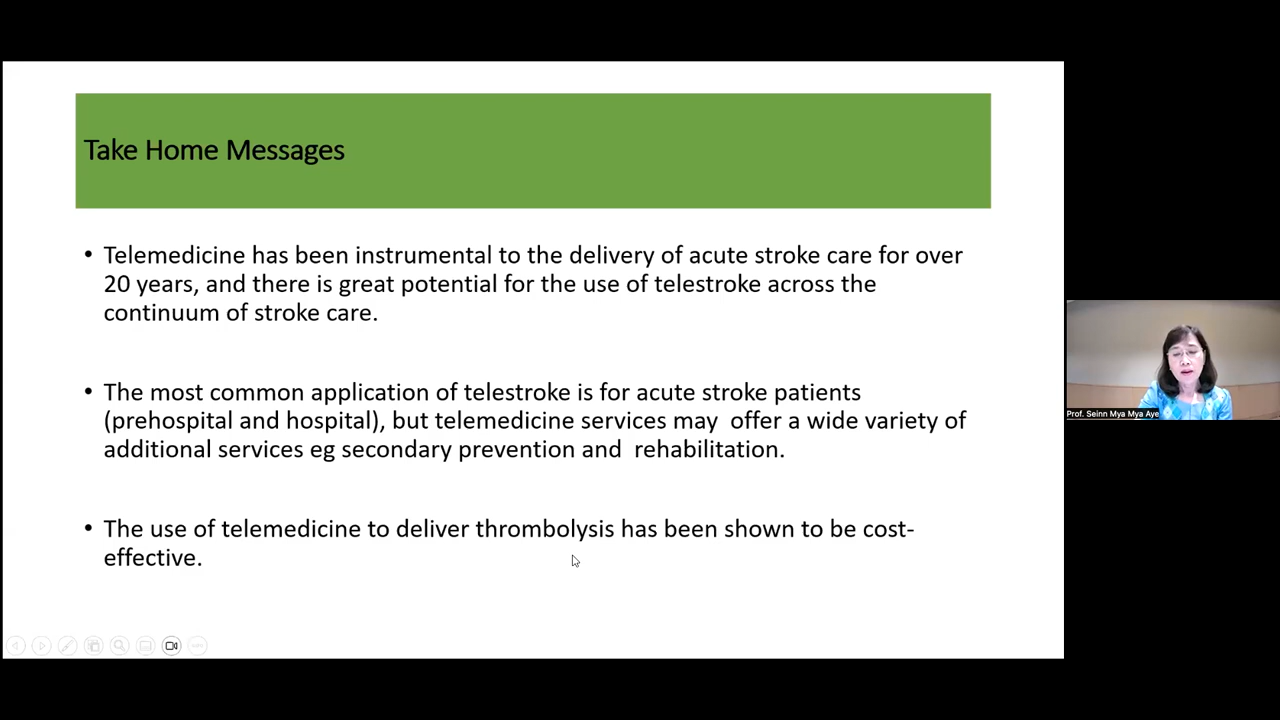 Take Home Messages
• Telemedicine has been instrumental to the delivery of acute stroke care for over
20 years, and there is great potential for the use of telestroke across the
continuum of stroke care.
• The most common application of telestroke is for acute stroke patients
(prehospital and hospital), but telemedicine services may  offer a wide variety of
additional services eg secondary prevention and  rehabilitation.
• The use of telemedicine to deliver thrombolysis has been shown to be cost-
effective.
Prof. Seinn Mya Mya Aye